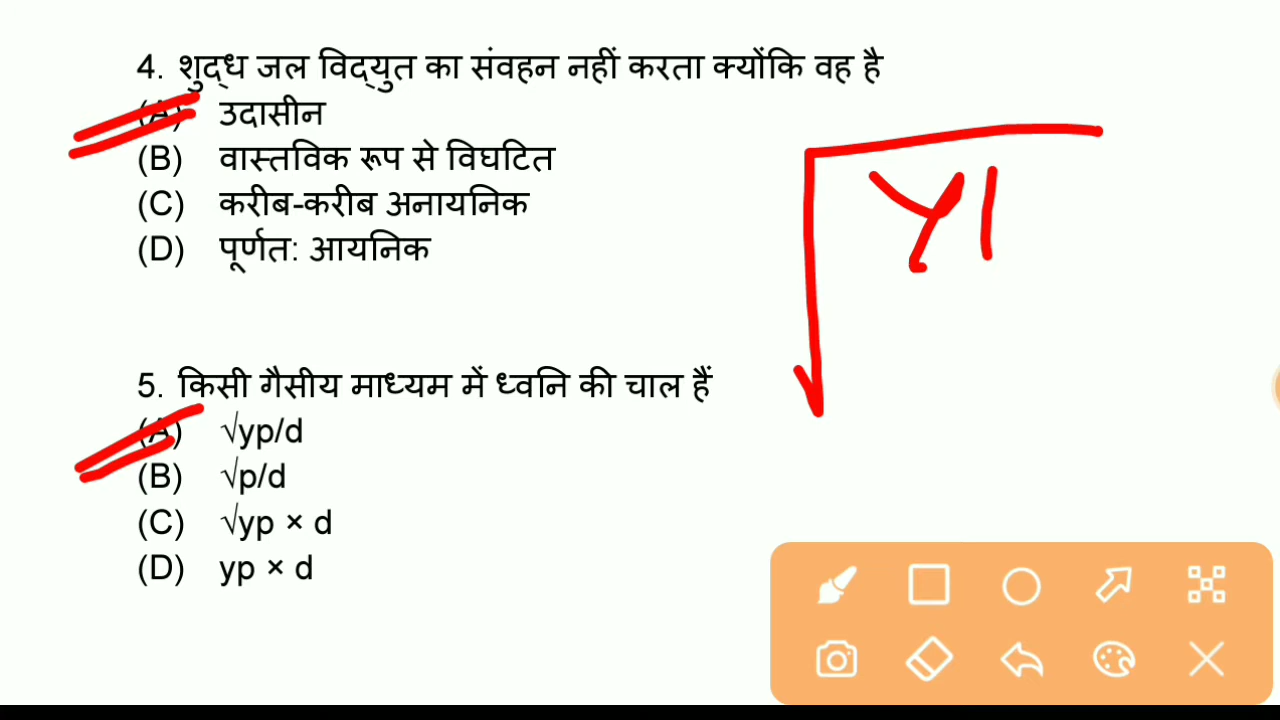 4. शुद्ध जल विद्युत का संवहन नहीं करता क्योंकि वह है
(A) उदासीन
(B) वास्तविक रूप से विघटित
(C) करीब-करीब अनायनिक
(D) पूर्णत: आयनिक
5. किसी गैसीय माध्यम में ध्वनि की चाल हैं
(A) √yp/d
(B) √p/d
(C) √yp × d
(D) yp × d